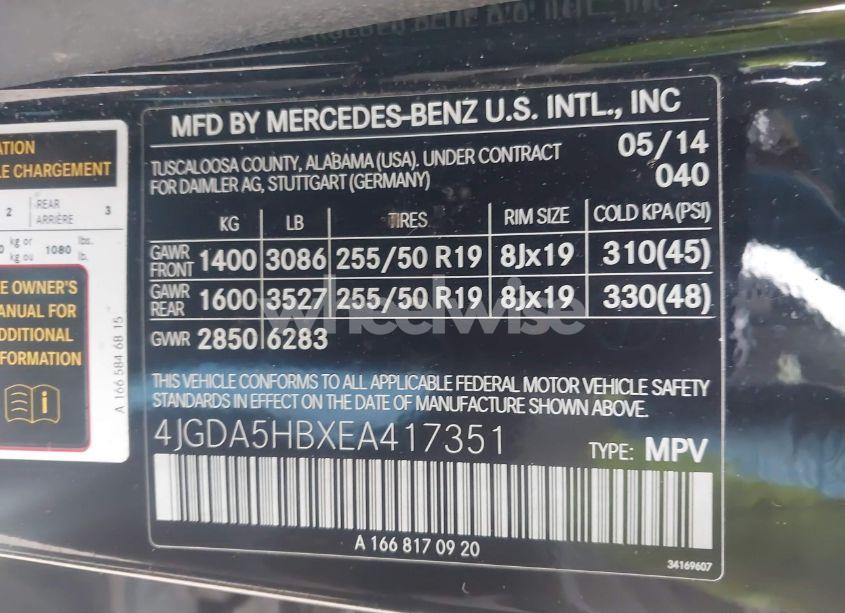 MFD BY MERCEDES-BENZ U.S. INTL., INC
TUSCALOOSA COUNTY, ALABAMA (USA). UNDER CONTRACT 05/14
FOR DAIMLER AG, STUTTGART (GERMANY) 040
KG LB TIRES RIM SIZE COLD KPA (PSI)
GAWR FRONT 1400 3086 255/50 R19 8Jx19 310(45)
GAWR REAR 1600 3527 255/50 R19 8Jx19 330(48)
GVWR 2850 6283
THIS VEHICLE CONFORMS TO ALL APPLICABLE FEDERAL MOTOR VEHICLE SAFETY
STANDARDS IN EFFECT ON THE DATE OF MANUFACTURE SHOWN ABOVE.
4JGDA5HBXEA417351 TYPE: MPV
A 166 817 09 20
34169607
CHARGEMENT
2 REAR 3
ARRIÈRE
kg or 1080 lbs.
kg ou lb.
OWNER'S
MANUAL FOR
ADDITIONAL
INFORMATION
A 166 584 68 15
wheelwise